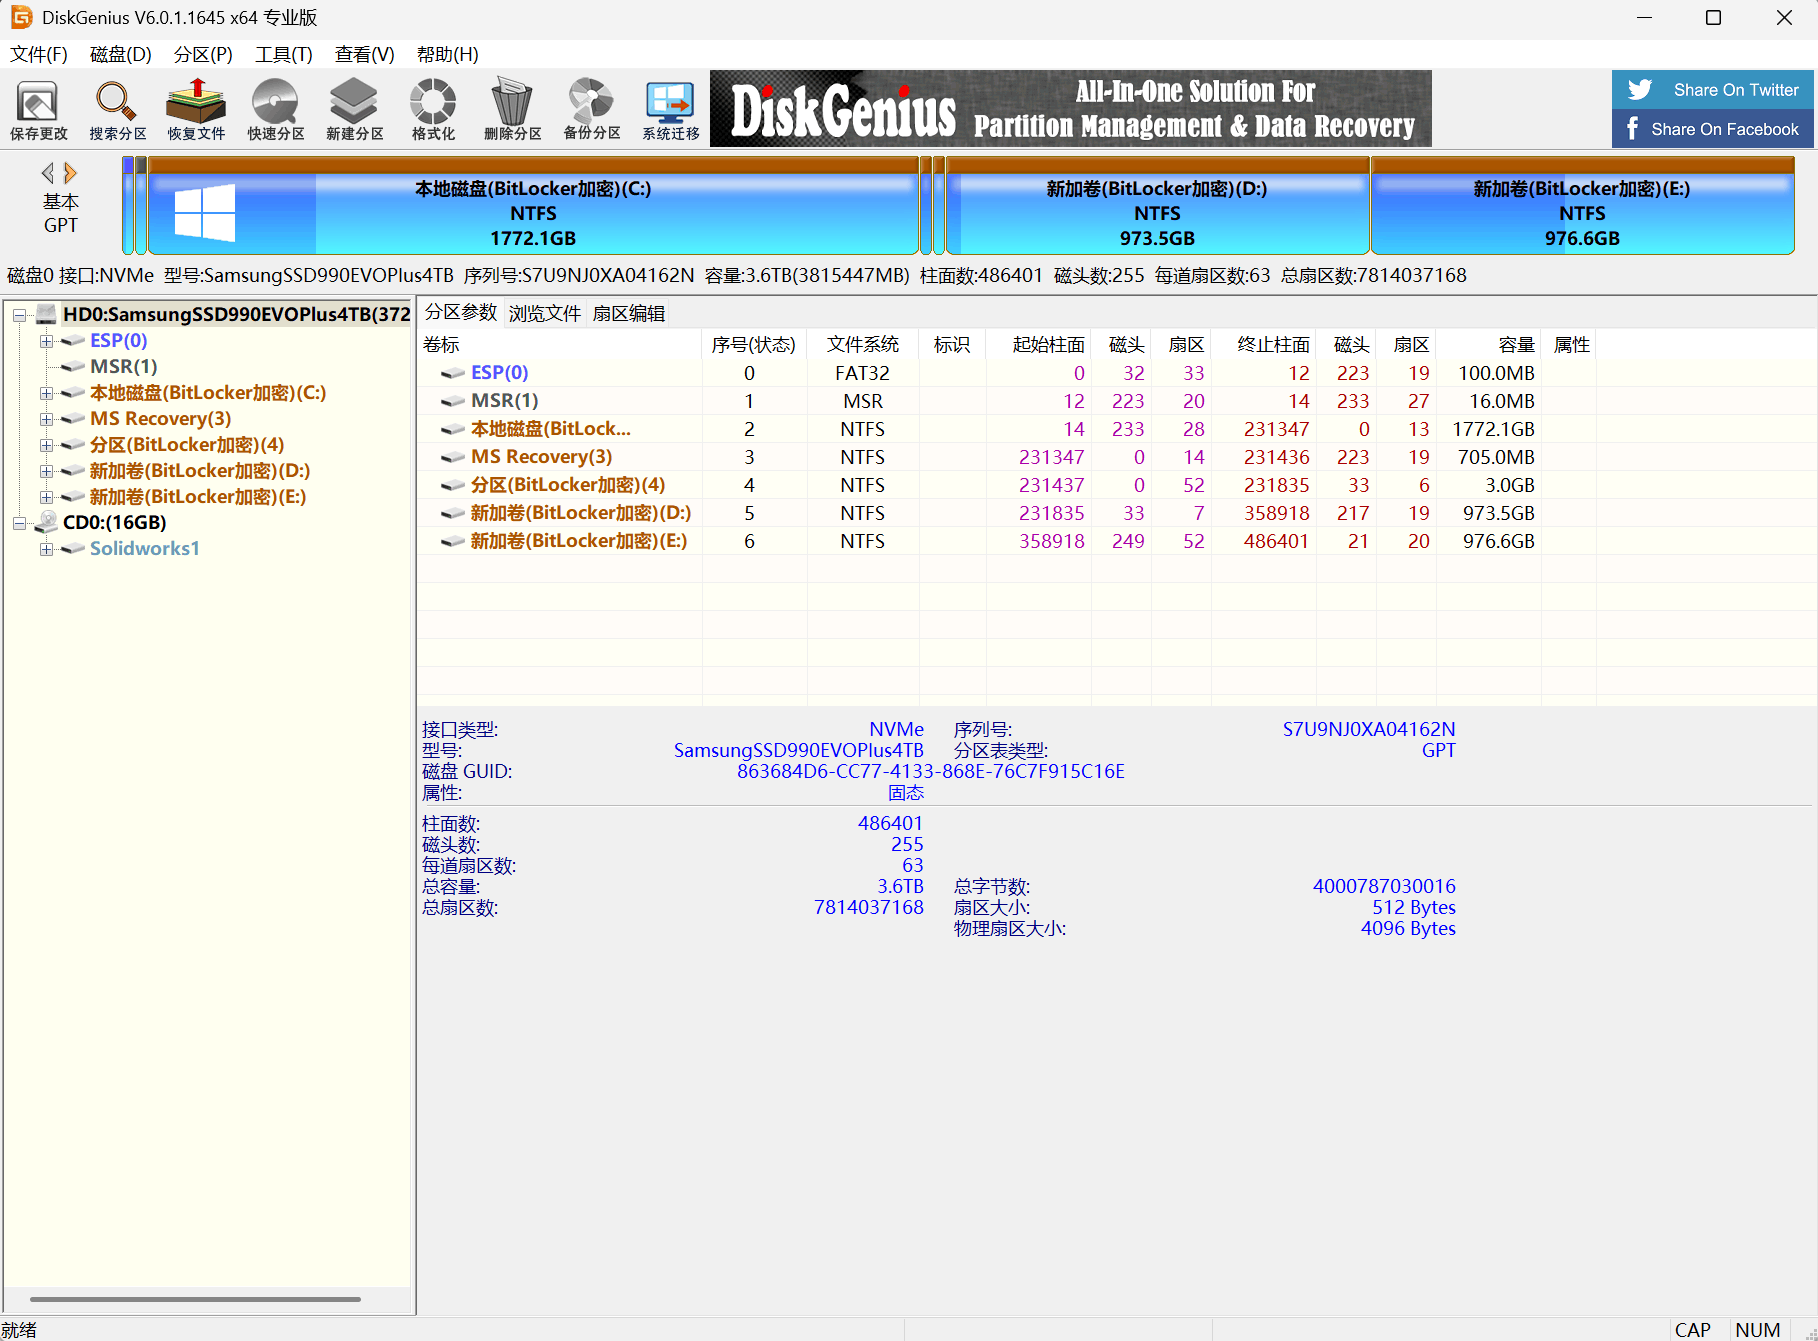 DiskGenius V6.0.1.1645 x64 专业版
文件(F) 磁盘(D) 分区(P) 工具(T) 查看(V) 帮助(H)
保存更改 搜索分区 恢复文件 快速分区 新建分区 格式化 删除分区 备份分区 系统迁移
DiskGenius
All-In-One Solution For
Partition Management & Data Recovery
Share On Twitter
Share On Facebook
基本
GPT
本地磁盘(BitLocker加密)(C:)
NTFS
1772.1GB
新加卷(BitLocker加密)(D:)
NTFS
973.5GB
新加卷(BitLocker加密)(E:)
NTFS
976.6GB
磁盘0 接口:NVMe 型号:SamsungSSD990EVOPlus4TB 序列号:S7U9NJ0XA04162N 容量:3.6TB(3815447MB) 柱面数:486401 磁头数:255 每道扇区数:63 总扇区数:7814037168
HD0:SamsungSSD990EVOPlus4TB(372
ESP(0)
MSR(1)
本地磁盘(BitLocker加密)(C:)
MS Recovery(3)
分区(BitLocker加密)(4)
新加卷(BitLocker加密)(D:)
新加卷(BitLocker加密)(E:)
CD0:(16GB)
Solidworks1
分区参数 浏览文件 扇区编辑
卷标 序号(状态) 文件系统 标识 起始柱面 磁头 扇区 终止柱面 磁头 扇区 容量 属性
ESP(0) 0 FAT32 0 32 33 12 223 19 100.0MB
MSR(1) 1 MSR 12 223 20 14 233 27 16.0MB
本地磁盘(BitLock... 2 NTFS 14 233 28 231347 0 13 1772.1GB
MS Recovery(3) 3 NTFS 231347 0 14 231436 223 19 705.0MB
分区(BitLocker加密)(4) 4 NTFS 231437 0 52 231835 33 6 3.0GB
新加卷(BitLocker加密)(D:) 5 NTFS 231835 33 7 358918 217 19 973.5GB
新加卷(BitLocker加密)(E:) 6 NTFS 358918 249 52 486401 21 20 976.6GB
接口类型: NVMe 序列号: S7U9NJ0XA04162N
型号: SamsungSSD990EVOPlus4TB 分区表类型: GPT
磁盘 GUID: 863684D6-CC77-4133-868E-76C7F915C16E
属性: 固态
柱面数: 486401
磁头数: 255
每道扇区数: 63
总容量: 3.6TB 总字节数: 4000787030016
总扇区数: 7814037168 扇区大小: 512 Bytes
物理扇区大小: 4096 Bytes
就绪 CAP NUM